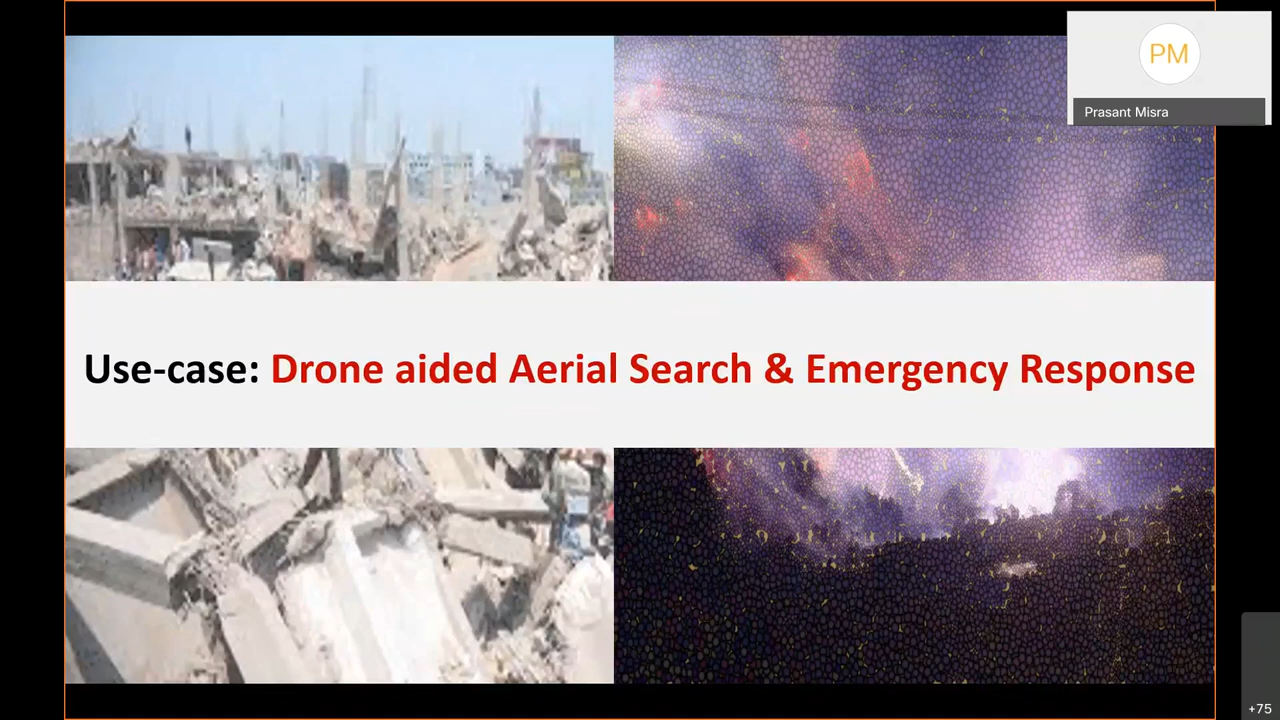 PM
Prasant Misra
Use-case: Drone aided Aerial Search & Emergency Response
+75